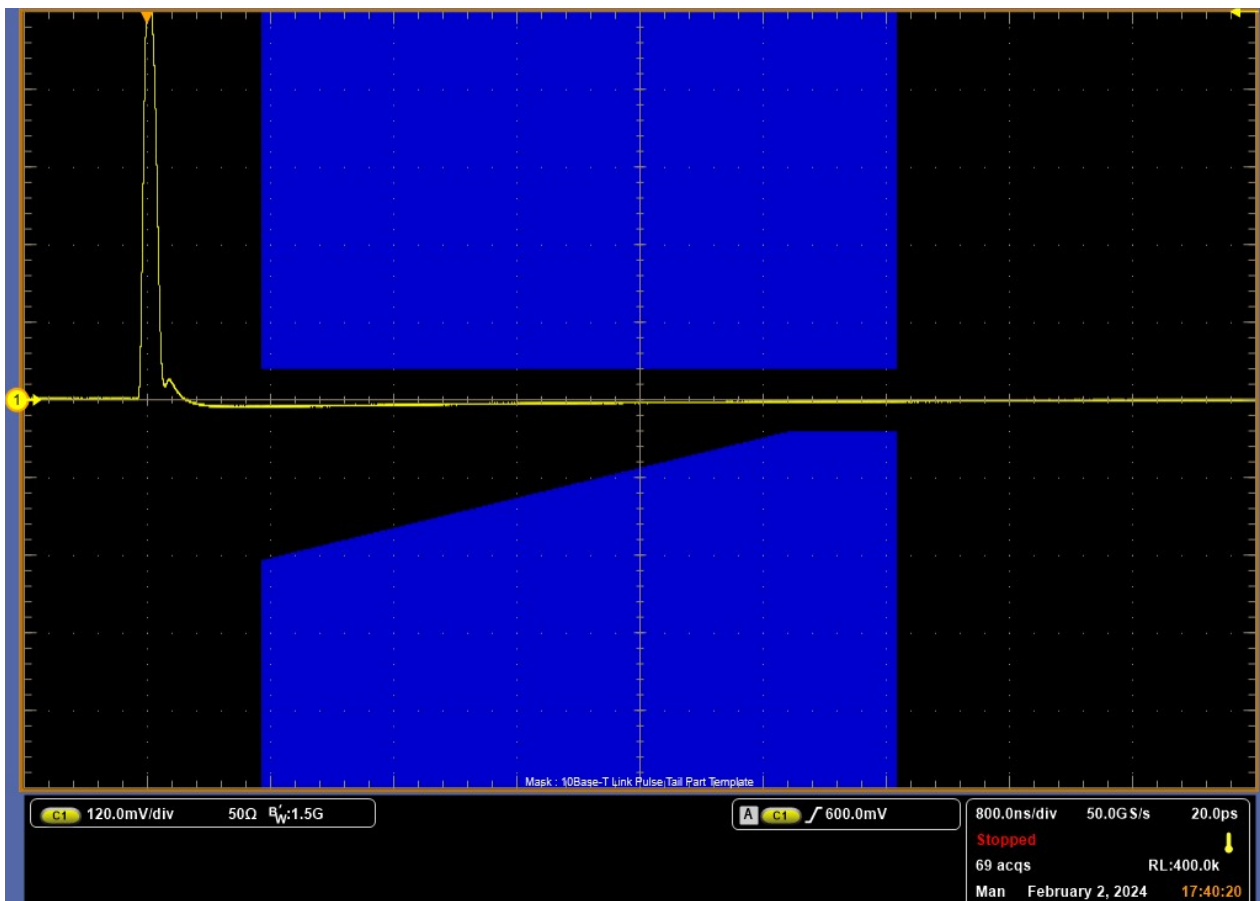 1
Mask : 10Base-T Link Pulse Tail Part Template
C1 120.0mV/div 50Ω B'W:1.5G
A C1 600.0mV
800.0ns/div 50.0GS/s 20.0ps
Stopped
69 acqs RL:400.0k
Man February 2, 2024 17:40:20